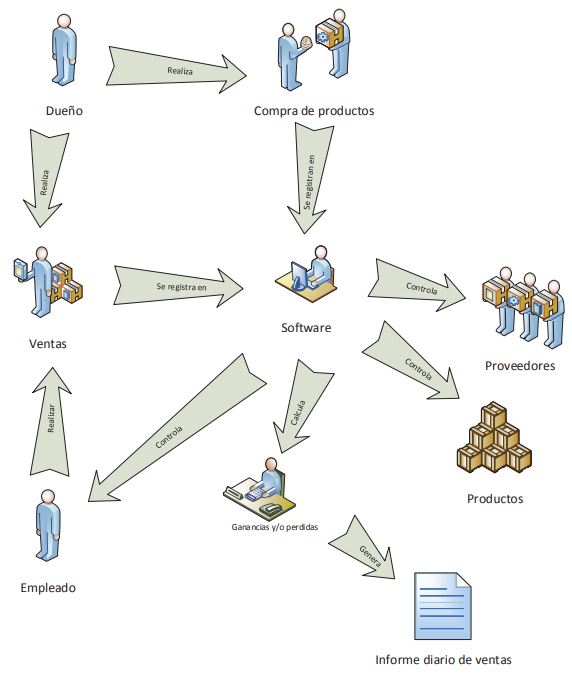 Realiza
Dueño
Compra de productos
Realiza
Se registran en
Se registra en
Controla
Software
Ventas
Proveedores
Controla
Realizar
Controla
Calcula
Productos
Ganancias y/o perdidas
Genera
Empleado
Informe diario de ventas